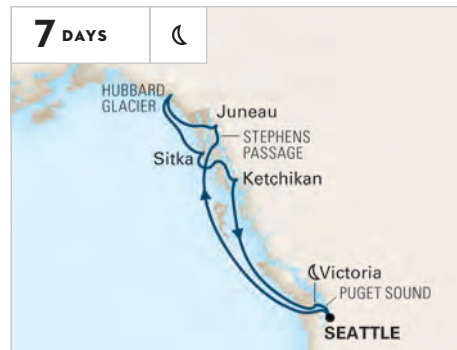 7 DAYS
HUBBARD
GLACIER
Juneau
STEPHENS
PASSAGE
Sitka
Ketchikan
Victoria
PUGET SOUND
SEATTLE